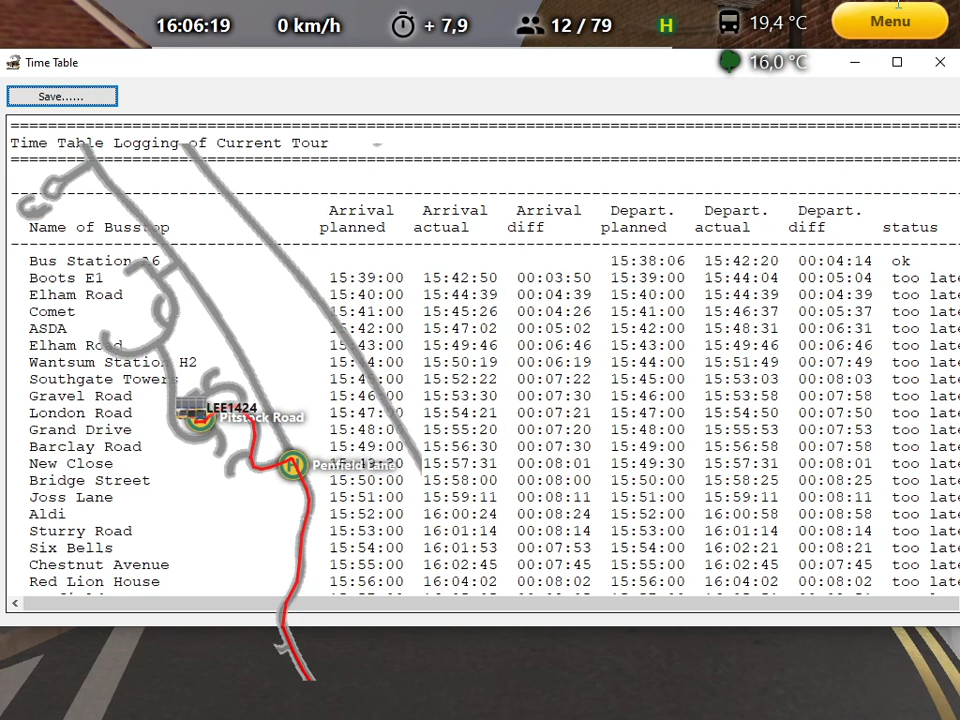 16:06:19 0 km/h + 7,9 12 / 79 H 19,4 °C Menu
Time Table 16,0 °C
Save......
Time Table Logging of Current Tour
Arrival Arrival Arrival Depart. Depart. Depart.
Name of Busstop planned actual diff planned actual diff status
Bus Station A6 15:38:06 15:42:20 00:04:14 ok
Boots E1 15:39:00 15:42:50 00:03:50 15:39:00 15:44:04 00:05:04 too late
Elham Road 15:40:00 15:44:39 00:04:39 15:40:00 15:44:39 00:04:39 too late
Comet 15:41:00 15:45:26 00:04:26 15:41:00 15:46:37 00:05:37 too late
ASDA 15:42:00 15:47:02 00:05:02 15:42:00 15:48:31 00:06:31 too late
Elham Road 15:43:00 15:49:46 00:06:46 15:43:00 15:49:46 00:06:46 too late
Wantsum Station H2 15:44:00 15:50:19 00:06:19 15:44:00 15:51:49 00:07:49 too late
Southgate Towers 15:45:00 15:52:22 00:07:22 15:45:00 15:53:03 00:08:03 too late
Gravel Road 15:46:00 15:53:30 00:07:30 15:46:00 15:53:58 00:07:58 too late
London Road 15:47:00 15:54:21 00:07:21 15:47:00 15:54:50 00:07:50 too late
Grand Drive 15:48:00 15:55:20 00:07:20 15:48:00 15:55:53 00:07:53 too late
Barclay Road 15:49:00 15:56:30 00:07:30 15:49:00 15:56:58 00:07:58 too late
New Close 15:57:31 00:08:01 15:49:30 15:57:31 00:08:01 too late
Bridge Street 15:50:00 15:58:00 00:08:00 15:50:00 15:58:25 00:08:25 too late
Joss Lane 15:51:00 15:59:11 00:08:11 15:51:00 15:59:11 00:08:11 too late
Aldi 15:52:00 16:00:24 00:08:24 15:52:00 16:00:58 00:08:58 too late
Sturry Road 15:53:00 16:01:14 00:08:14 15:53:00 16:01:14 00:08:14 too late
Six Bells 15:54:00 16:01:53 00:07:53 15:54:00 16:02:21 00:08:21 too late
Chestnut Avenue 15:55:00 16:02:45 00:07:45 15:55:00 16:02:45 00:07:45 too late
Red Lion House 15:56:00 16:04:02 00:08:02 15:56:00 16:04:02 00:08:02 too late
LEE1424
Pitstock Road
H Penfield Lane